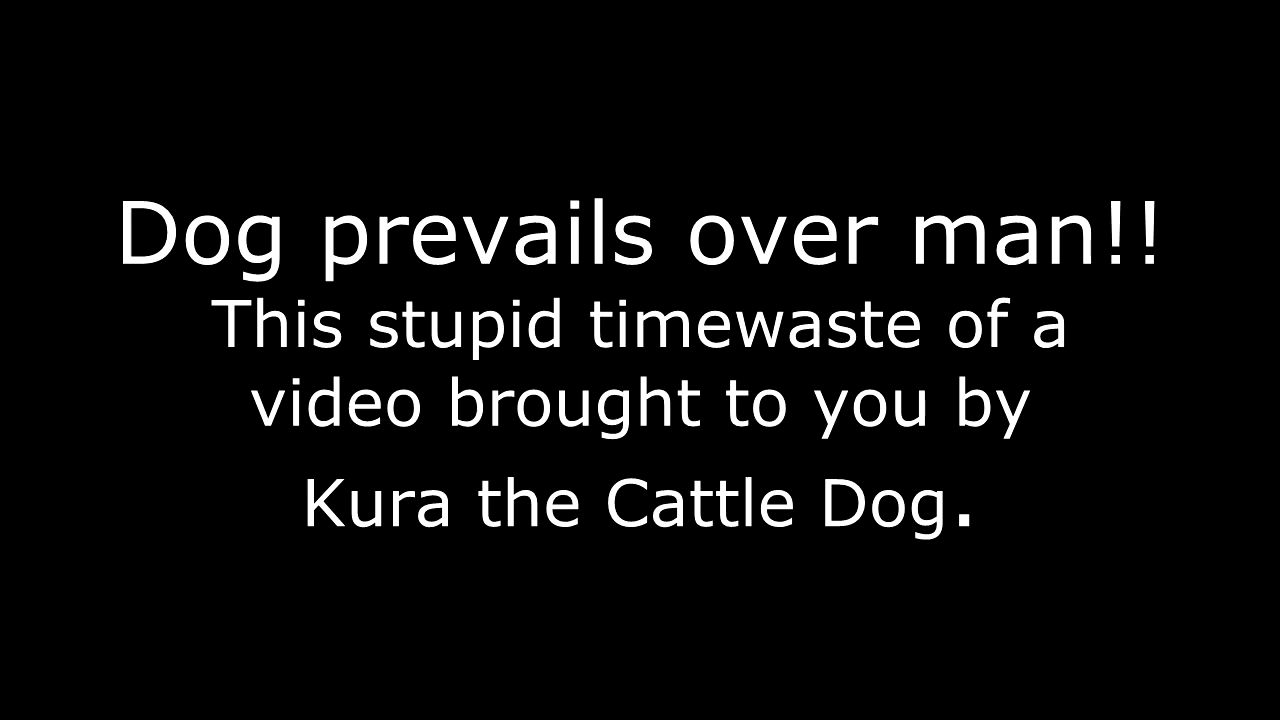 Dog prevails over man!!
This stupid timewaste of a
video brought to you by
Kura the Cattle Dog.